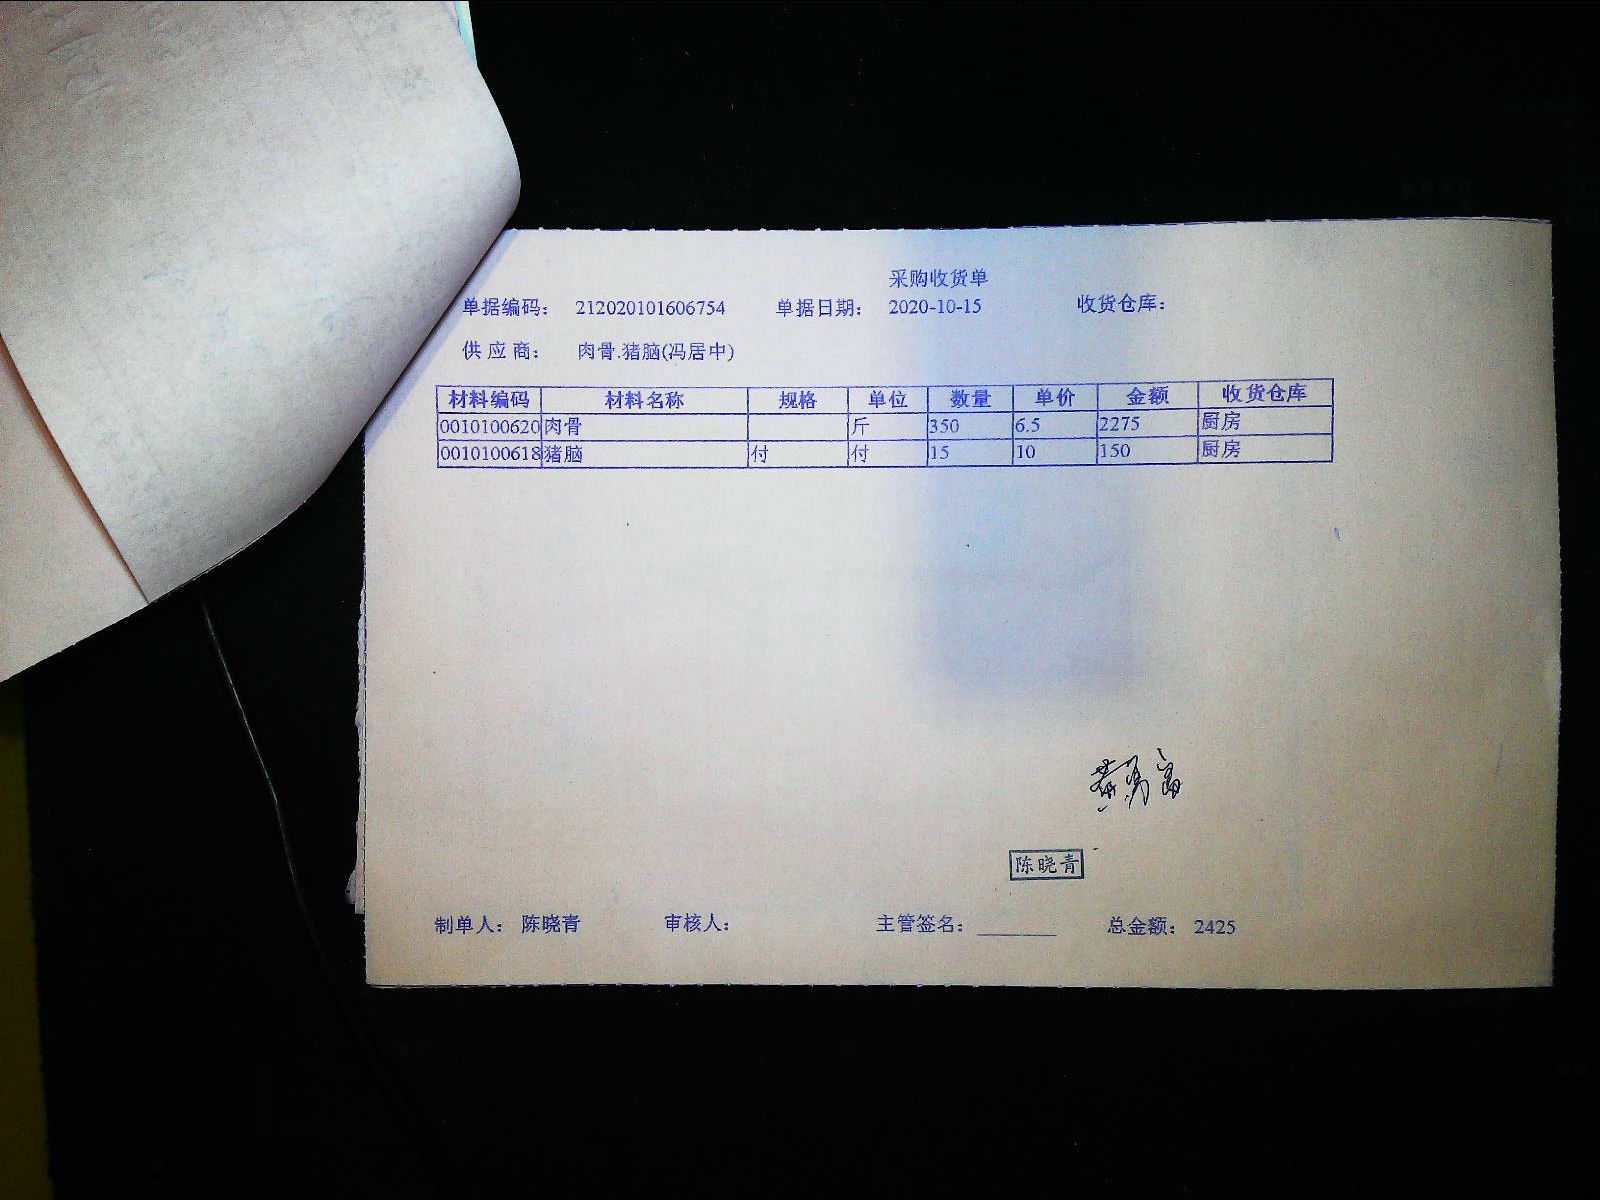 采购收货单
单据编码： 212020101606754 单据日期： 2020-10-15 收货仓库：
供 应 商： 肉骨.猪脑(冯居中)
材料编码 材料名称 规格 单位 数量 单价 金额 收货仓库
0010100620 肉骨 斤 350 6.5 2275 厨房
0010100618 猪脑 付 付 15 10 150 厨房
陈晓青
制单人： 陈晓青 审核人： 主管签名： 总金额： 2425